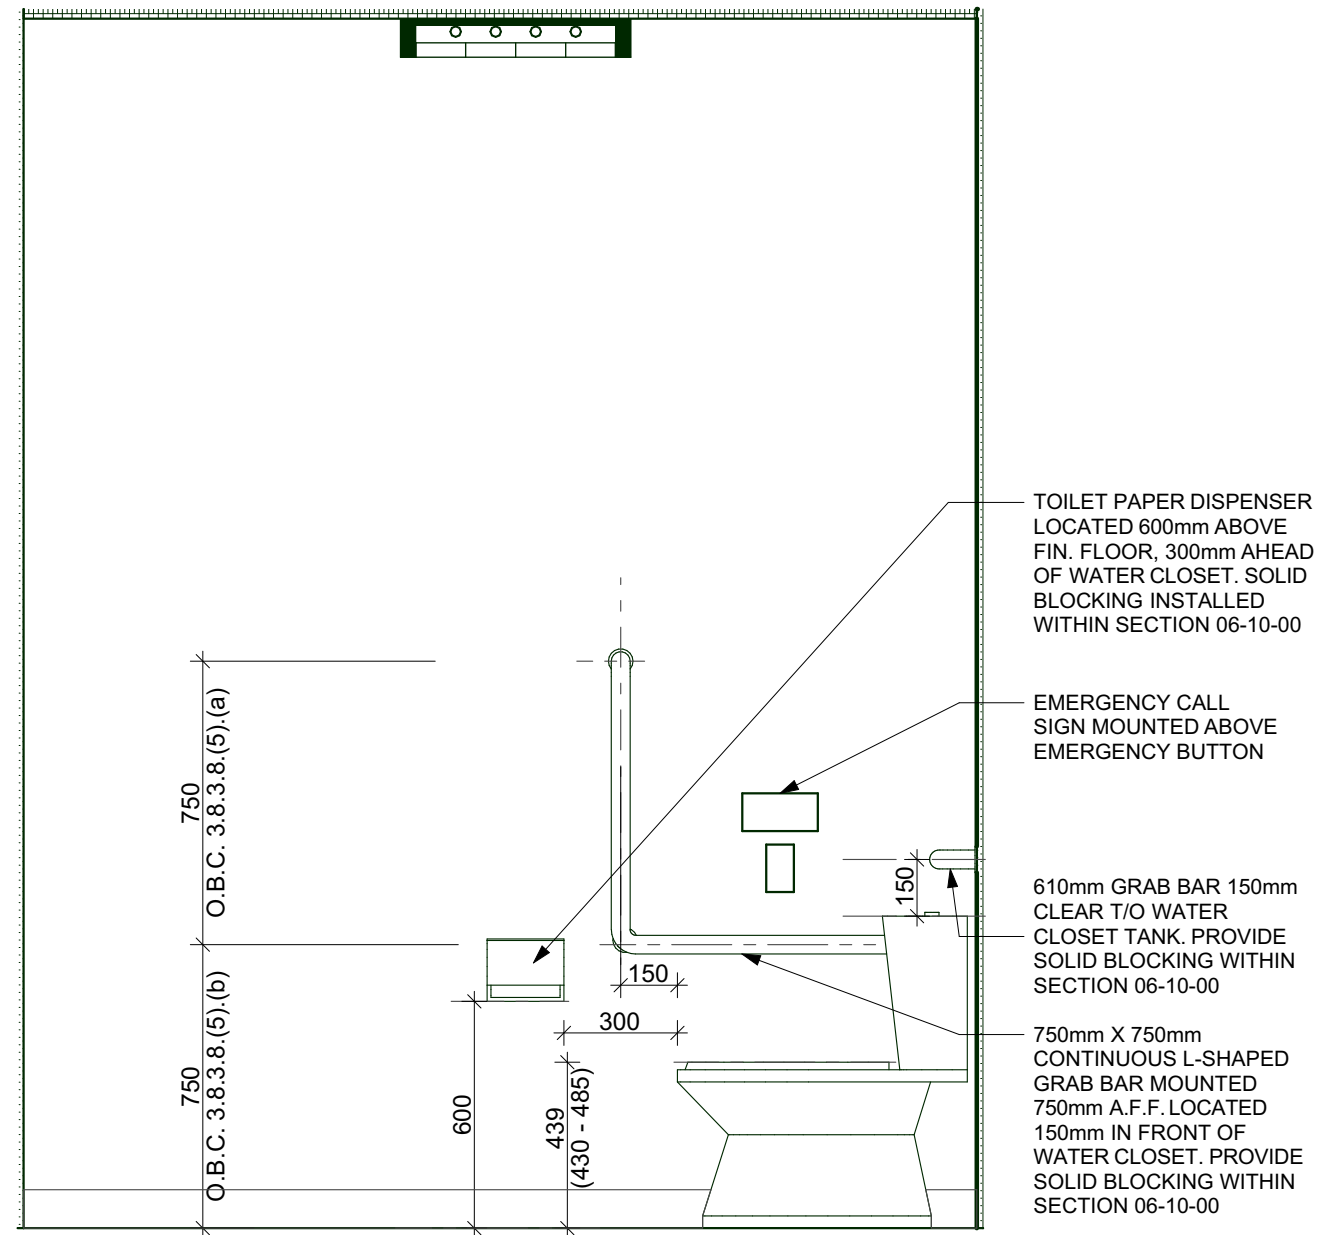 TOILET PAPER DISPENSER
LOCATED 600mm ABOVE
FIN. FLOOR, 300mm AHEAD
OF WATER CLOSET. SOLID
BLOCKING INSTALLED
WITHIN SECTION 06-10-00
EMERGENCY CALL
SIGN MOUNTED ABOVE
EMERGENCY BUTTON
610mm GRAB BAR 150mm
CLEAR T/O WATER
CLOSET TANK. PROVIDE
SOLID BLOCKING WITHIN
SECTION 06-10-00
750mm X 750mm
CONTINUOUS L-SHAPED
GRAB BAR MOUNTED
750mm A.F.F. LOCATED
150mm IN FRONT OF
WATER CLOSET. PROVIDE
SOLID BLOCKING WITHIN
SECTION 06-10-00
750
O.B.C. 3.8.3.8.(5).(a)
750
O.B.C. 3.8.3.8.(5).(b)
150
150
300
600
439
(430 - 485)